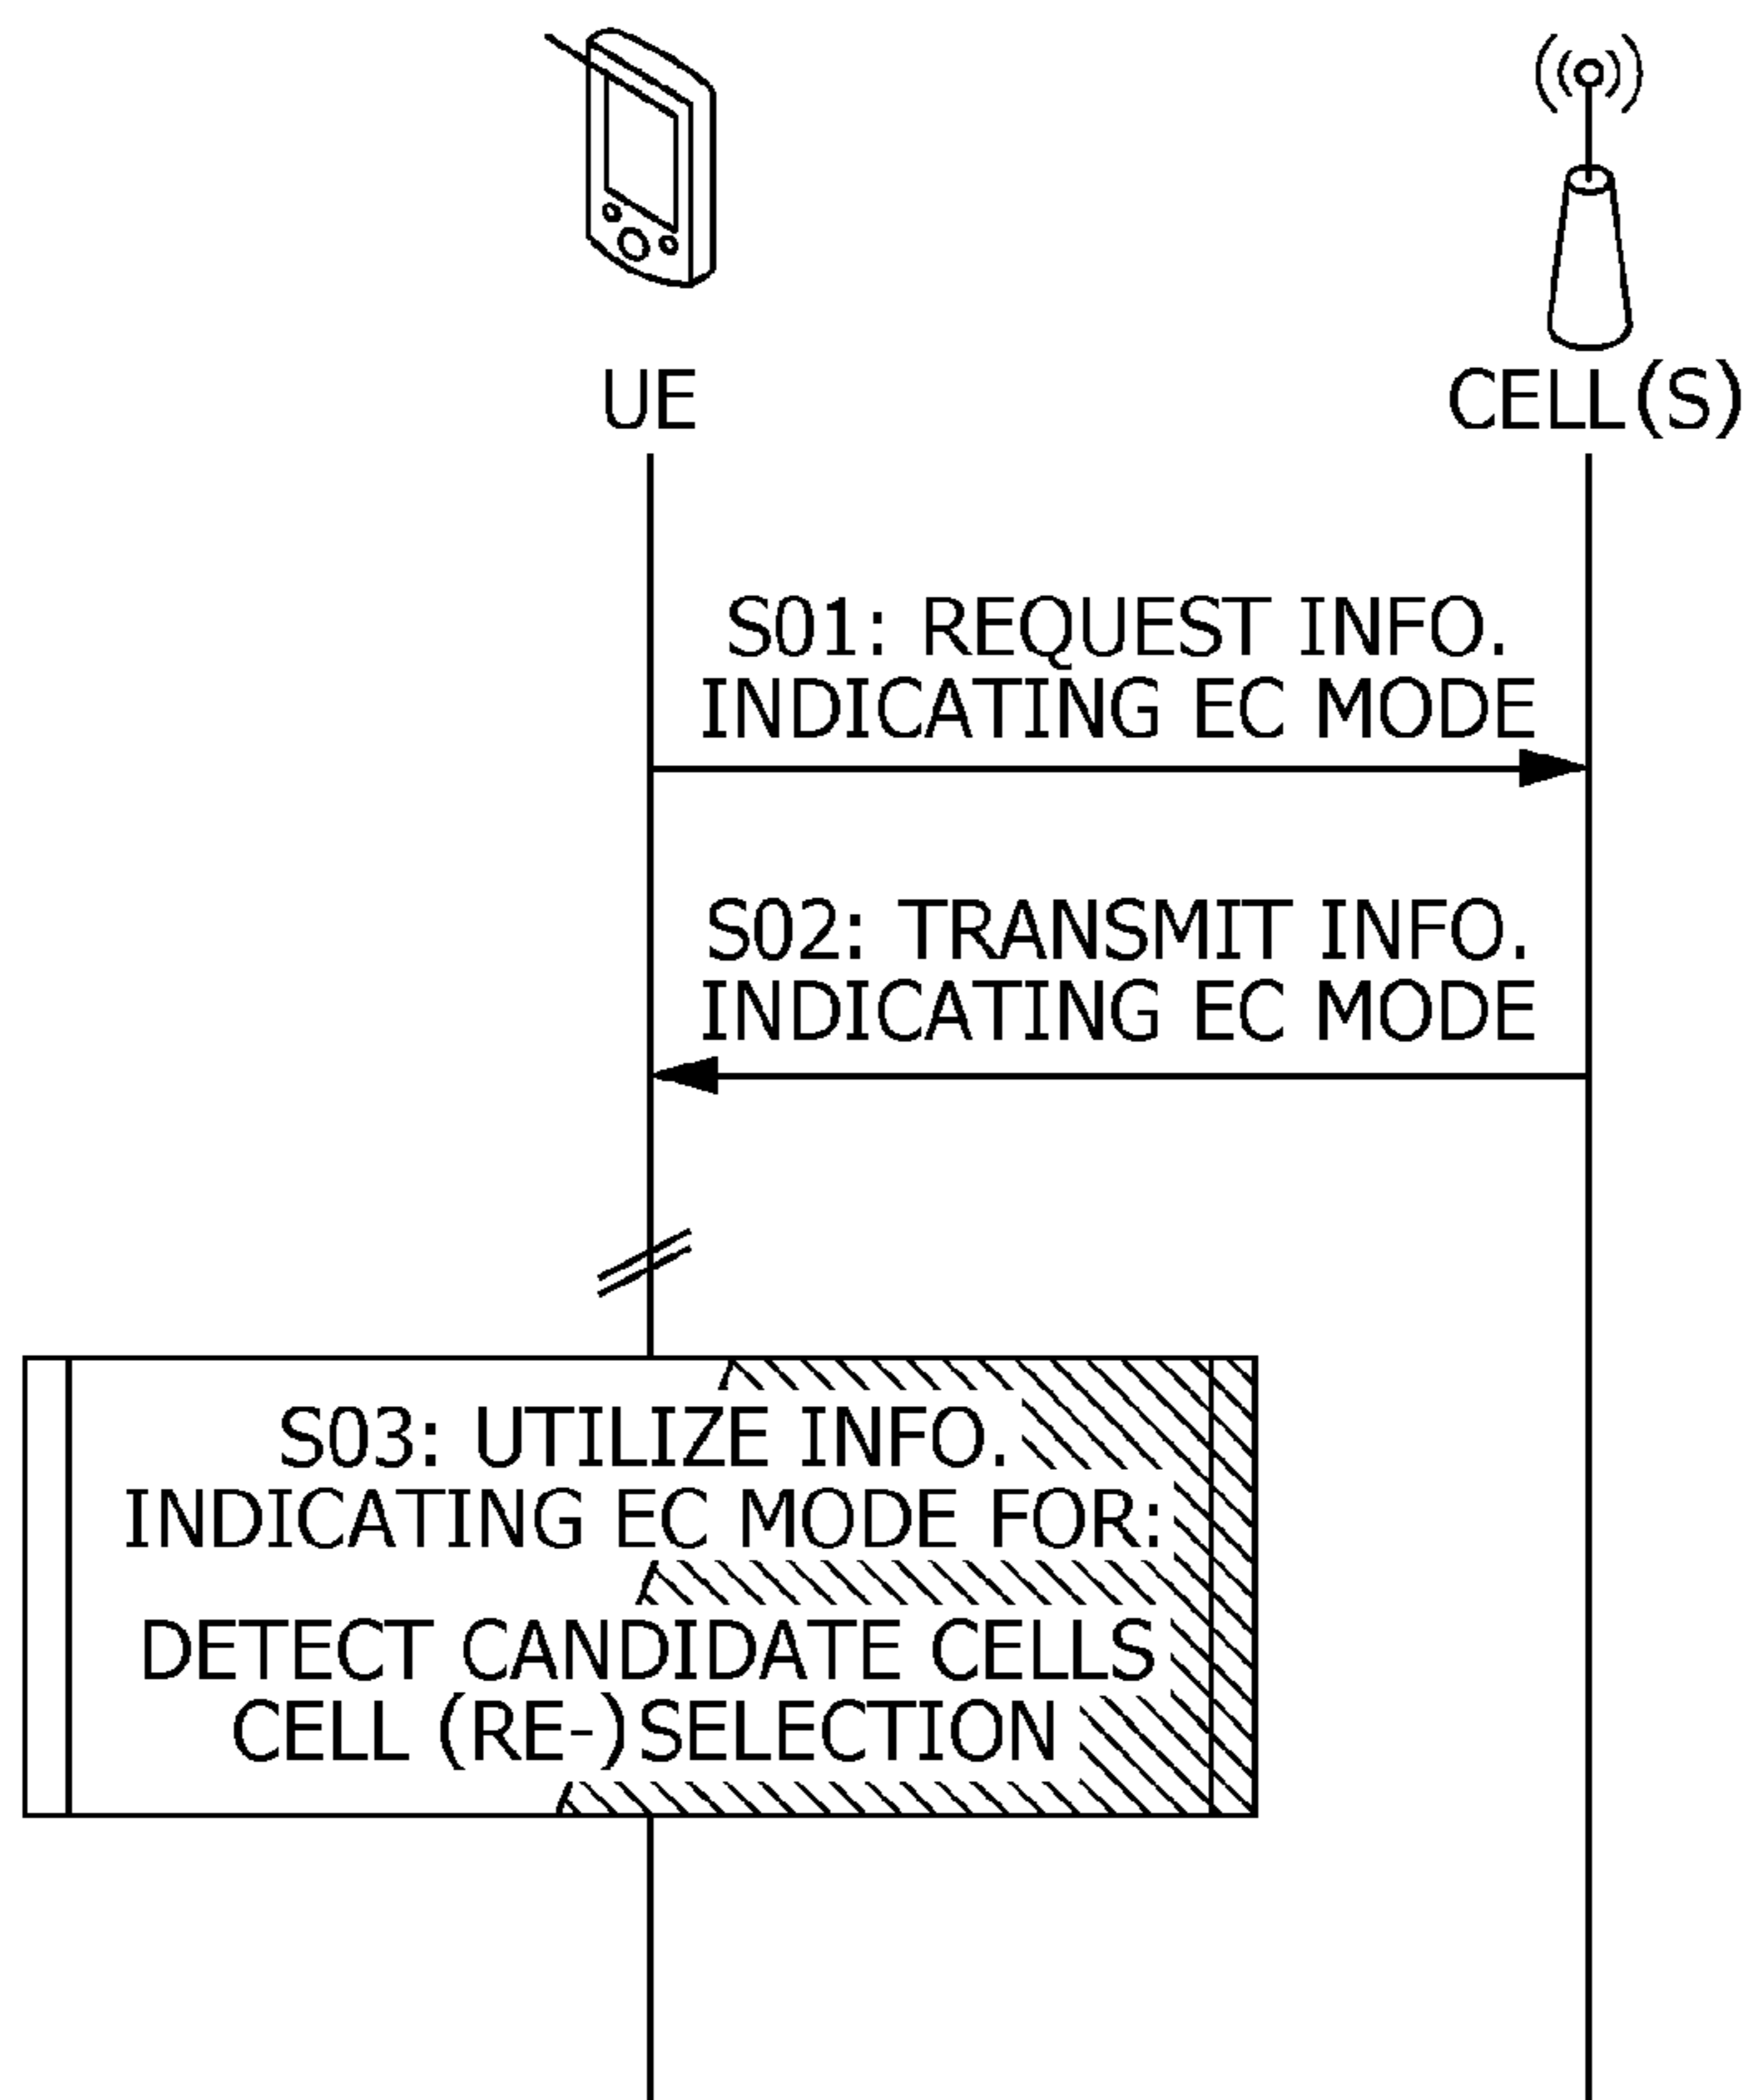 UE
CELL(S)
S01: REQUEST INFO.
INDICATING EC MODE
S02: TRANSMIT INFO.
INDICATING EC MODE
S03: UTILIZE INFO.
INDICATING EC MODE FOR:
DETECT CANDIDATE CELLS
CELL (RE-)SELECTION